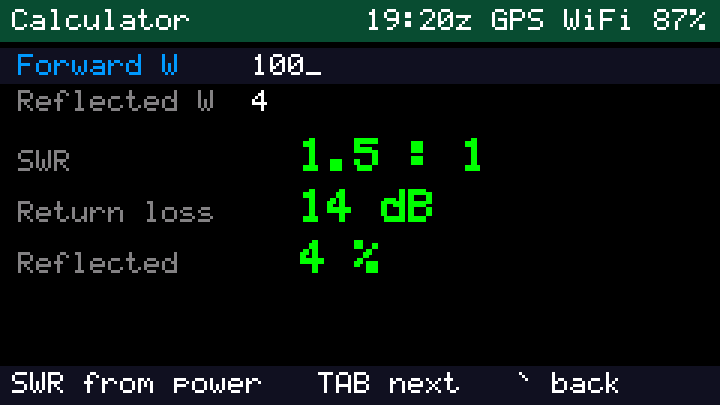 Calculator 19:20z GPS WiFi 87%
Forward W 100_
Reflected W 4
SWR 1.5 : 1
Return loss 14 dB
Reflected 4 %
SWR from power TAB next ` back